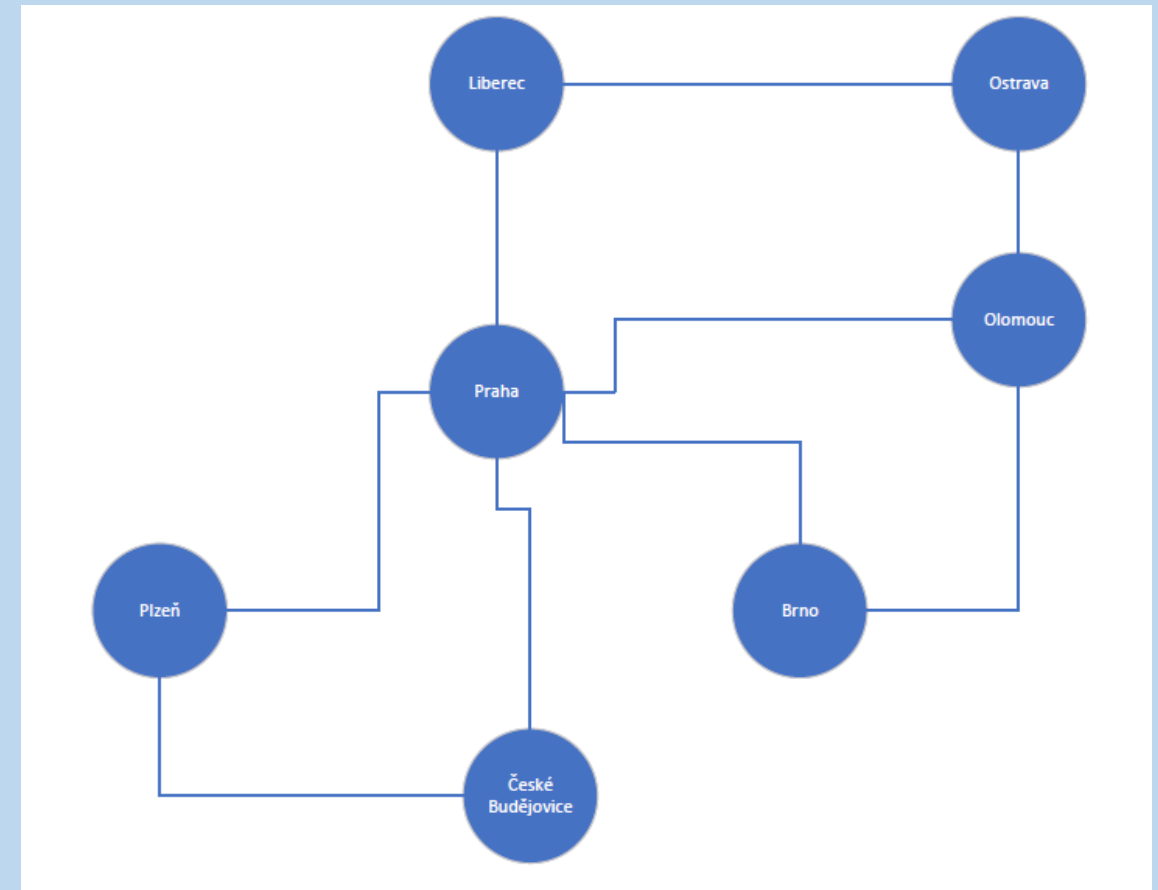 Liberec
Ostrava
Olomouc
Praha
Plzeň
Brno
České
Budějovice